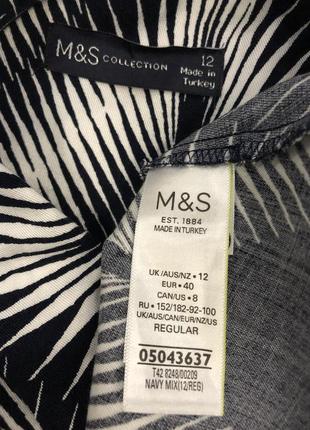 M&S COLLECTION
12
Made in
Turkey
M&S
EST. 1884
MADE IN TURKEY
UK/AUS/NZ • 12
EUR • 40
CAN/US • 8
RU • 152/182-92-100
UK/AUS/CAN/EUR/NZ/US
REGULAR
05043637
T42 8248/00209
NAVY MIX(12/REG)